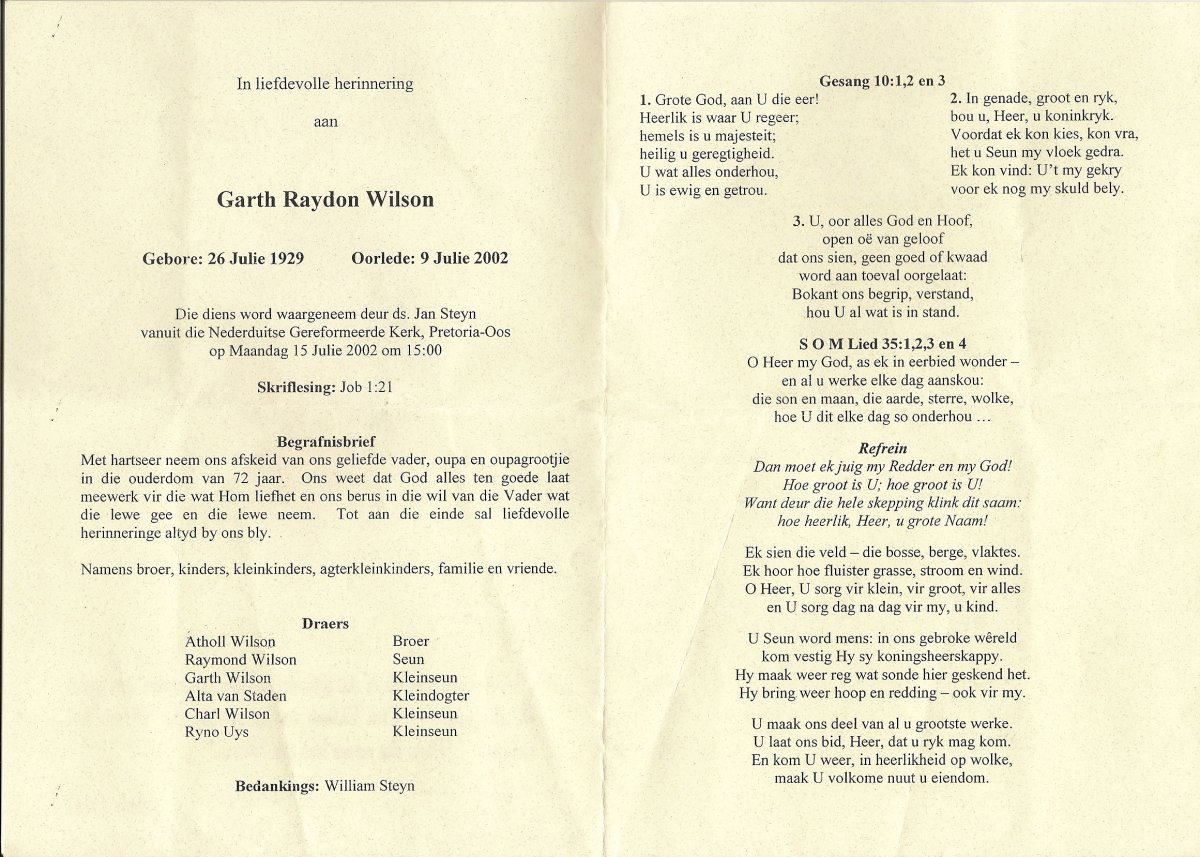 In liefdevolle herinnering
aan
Garth Raydon Wilson
Gebore: 26 Julie 1929 Oorlede: 9 Julie 2002
Die diens word waargeneem deur ds. Jan Steyn
vanuit die Nederduitse Gereformeerde Kerk, Pretoria-Oos
op Maandag 15 Julie 2002 om 15:00
Skriflesing: Job 1:21
Begrafnisbrief
Met hartseer neem ons afskeid van ons geliefde vader, oupa en oupagrootjie
in die ouderdom van 72 jaar. Ons weet dat God alles ten goede laat
meewerk vir die wat Hom liefhet en ons berus in die wil van die Vader wat
die lewe gee en die lewe neem. Tot aan die einde sal liefdevolle
herinneringe altyd by ons bly.
Namens broer, kinders, kleinkinders, agterkleinkinders, familie en vriende.
Draers
Atholl Wilson Broer
Raymond Wilson Seun
Garth Wilson Kleinseun
Alta van Staden Kleindogter
Charl Wilson Kleinseun
Ryno Uys Kleinseun
Bedankings: William Steyn
Gesang 10:1,2 en 3
1. Grote God, aan U die eer!
Heerlik is waar U regeer;
hemels is u majesteit;
heilig u geregtigheid.
U wat alles onderhou,
U is ewig en getrou.
2. In genade, groot en ryk,
bou u, Heer, u koninkryk.
Voordat ek kon kies, kon vra,
het u Seun my vloek gedra.
Ek kon vind: U't my gekry
voor ek nog my skuld bely.
3. U, oor alles God en Hoof,
open oë van geloof
dat ons sien, geen goed of kwaad
word aan toeval oorgelaat:
Bokant ons begrip, verstand,
hou U al wat is in stand.
S O M Lied 35:1,2,3 en 4
O Heer my God, as ek in eerbied wonder –
en al u werke elke dag aanskou:
die son en maan, die aarde, sterre, wolke,
hoe U dit elke dag so onderhou …
Refrein
Dan moet ek juig my Redder en my God!
Hoe groot is U; hoe groot is U!
Want deur die hele skepping klink dit saam:
hoe heerlik, Heer, u grote Naam!
Ek sien die veld – die bosse, berge, vlaktes.
Ek hoor hoe fluister grasse, stroom en wind.
O Heer, U sorg vir klein, vir groot, vir alles
en U sorg dag na dag vir my, u kind.
U Seun word mens: in ons gebroke wêreld
kom vestig Hy sy koningsheerskappy.
Hy maak weer reg wat sonde hier geskend het.
Hy bring weer hoop en redding – ook vir my.
U maak ons deel van al u grootste werke.
U laat ons bid, Heer, dat u ryk mag kom.
En kom U weer, in heerlikheid op wolke,
maak U volkome nuut u eiendom.